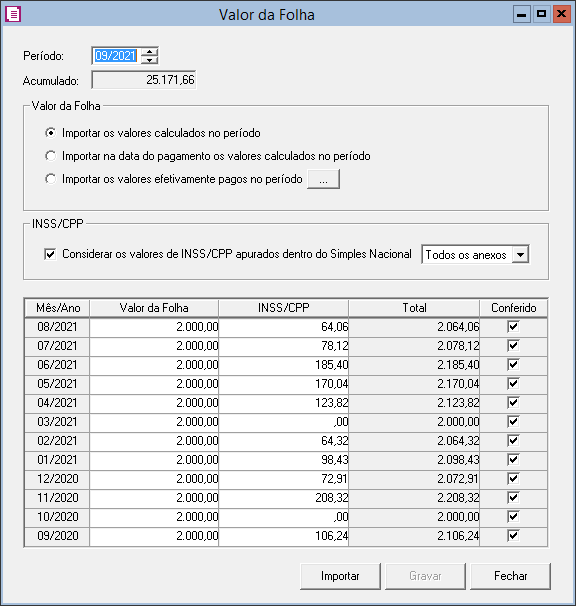 Valor da Folha
Período: 09/2021
Acumulado: 25.171,66
Valor da Folha
Importar os valores calculados no período
Importar na data do pagamento os valores calculados no período
Importar os valores efetivamente pagos no período ...
INSS/CPP
Considerar os valores de INSS/CPP apurados dentro do Simples Nacional Todos os anexos
Mês/Ano Valor da Folha INSS/CPP Total Conferido
08/2021 2.000,00 64,06 2.064,06
07/2021 2.000,00 78,12 2.078,12
06/2021 2.000,00 185,40 2.185,40
05/2021 2.000,00 170,04 2.170,04
04/2021 2.000,00 123,82 2.123,82
03/2021 2.000,00 ,00 2.000,00
02/2021 2.000,00 64,32 2.064,32
01/2021 2.000,00 98,43 2.098,43
12/2020 2.000,00 72,91 2.072,91
11/2020 2.000,00 208,32 2.208,32
10/2020 2.000,00 ,00 2.000,00
09/2020 2.000,00 106,24 2.106,24
Importar Gravar Fechar